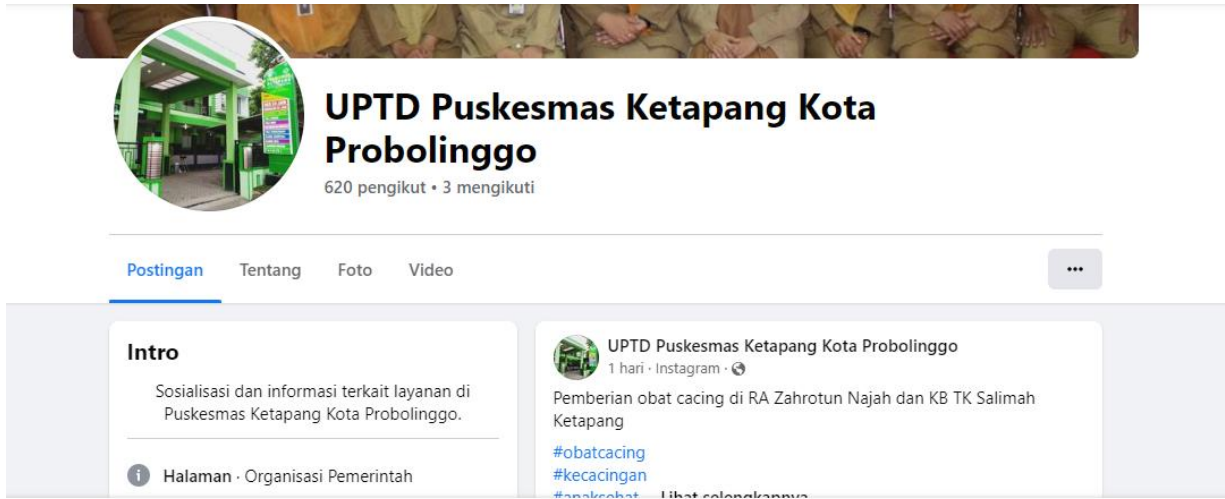 UPTD Puskesmas Ketapang Kota
Probolinggo
620 pengikut • 3 mengikuti
Postingan
Tentang
Foto
Video
Intro
Sosialisasi dan informasi terkait layanan di
Puskesmas Ketapang Kota Probolinggo.
Halaman · Organisasi Pemerintah
UPTD Puskesmas Ketapang Kota Probolinggo
1 hari · Instagram ·
Pemberian obat cacing di RA Zahrotun Najah dan KB TK Salimah
Ketapang
#obatcacing
#kecacingan
#anaksehat... Lihat selengkapnya